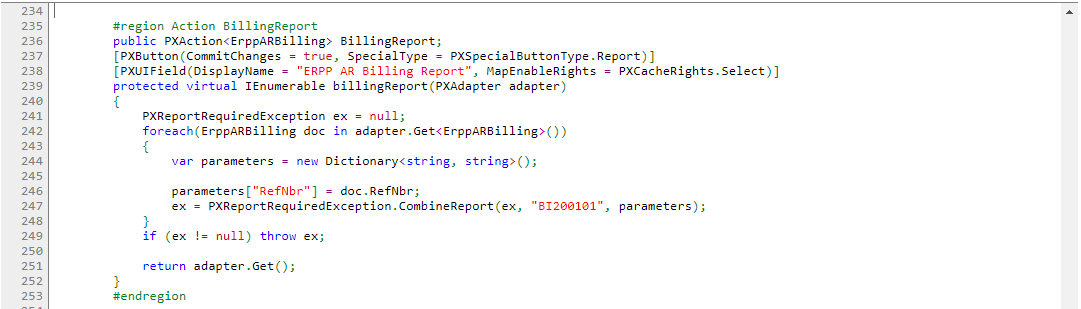 234
235 #region Action BillingReport
236 public PXAction<ErppARBilling> BillingReport;
237 [PXButton(CommitChanges = true, SpecialType = PXSpecialButtonType.Report)]
238 [PXUIField(DisplayName = "ERPP AR Billing Report", MapEnableRights = PXCacheRights.Select)]
239 protected virtual IEnumerable billingReport(PXAdapter adapter)
240 {
241 PXReportRequiredException ex = null;
242 foreach(ErppARBilling doc in adapter.Get<ErppARBilling>())
243 {
244 var parameters = new Dictionary<string, string>();
245
246 parameters["RefNbr"] = doc.RefNbr;
247 ex = PXReportRequiredException.CombineReport(ex, "BI200101", parameters);
248 }
249 if (ex != null) throw ex;
250
251 return adapter.Get();
252 }
253 #endregion